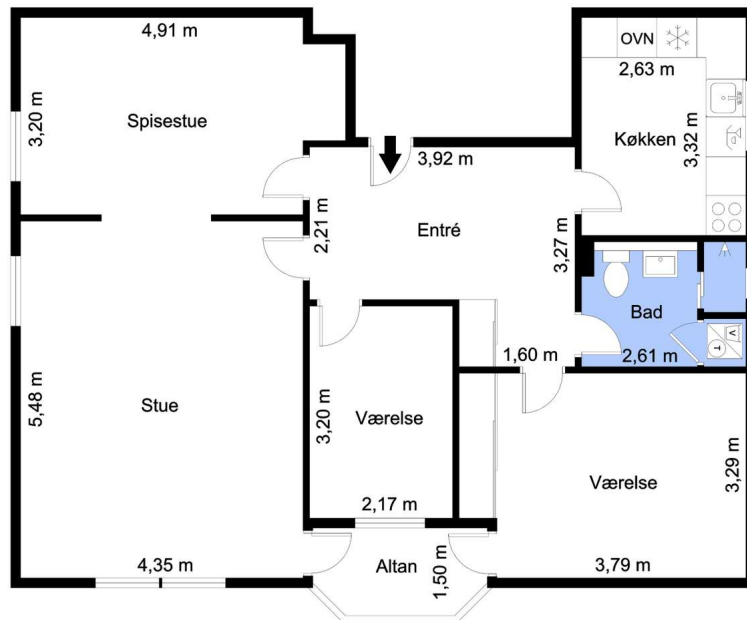 4,91 m
OVN
2,63 m
3,20 m
Spisestue
Køkken
3,32 m
3,92 m
2,21 m
Entré
3,27 m
Bad
V
T
1,60 m
2,61 m
5,48 m
Stue
3,20 m
Værelse
Værelse
3,29 m
2,17 m
4,35 m
Altan
1,50 m
3,79 m